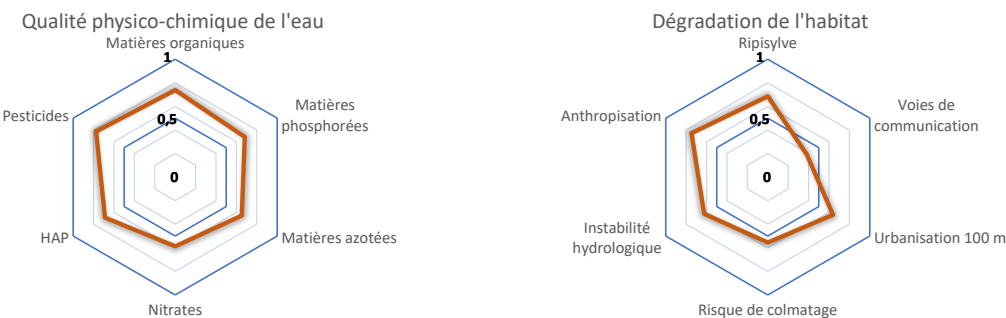 Qualité physico-chimique de l'eau
Matières organiques
1
Pesticides
Matières
phosphorées
0,5
0
HAP
Matières azotées
Nitrates
Dégradation de l'habitat
Ripisylve
1
Anthropisation
Voies de
communication
0,5
0
Instabilité
hydrologique
Urbanisation 100 m
Risque de colmatage